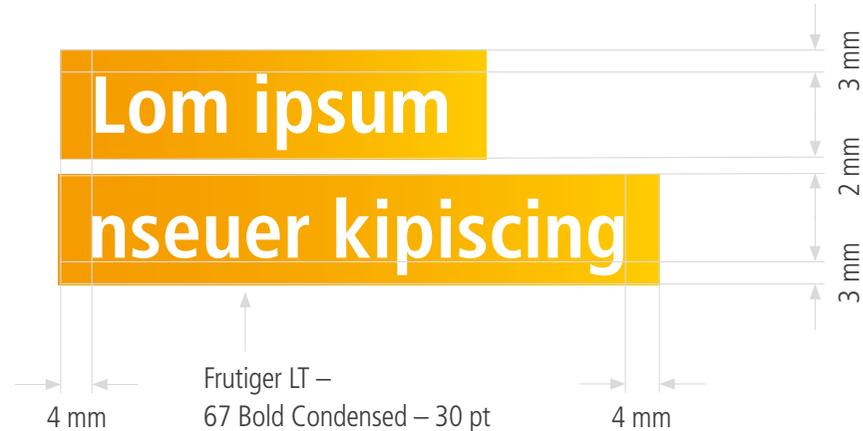 Lom ipsum
nseuer kipiscing
3 mm
2 mm
3 mm
Frutiger LT –
67 Bold Condensed – 30 pt
4 mm
4 mm